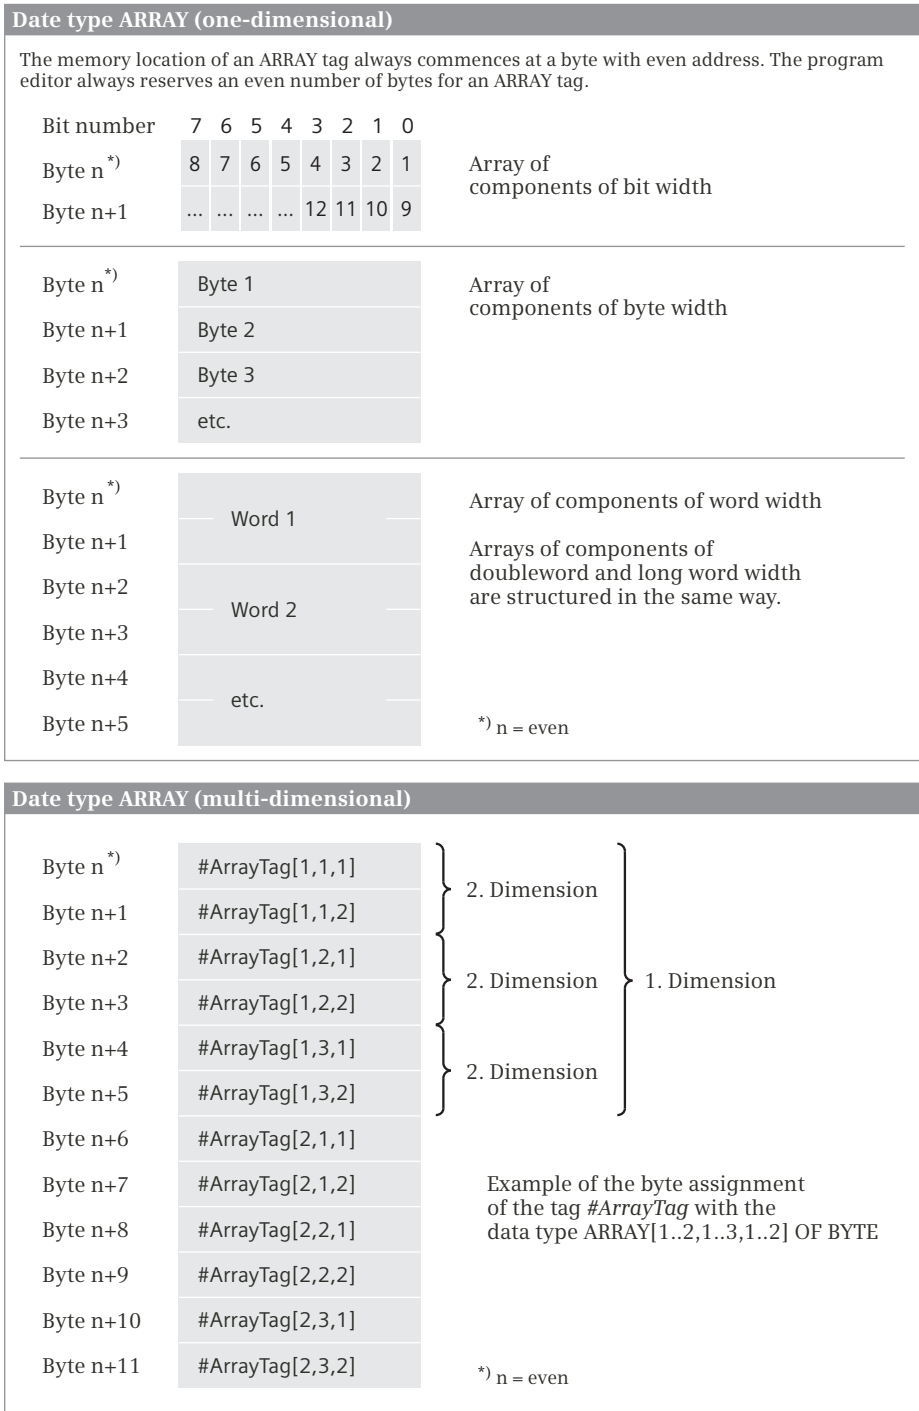 Date type ARRAY (one-dimensional)
The memory location of an ARRAY tag always commences at a byte with even address. The program
editor always reserves an even number of bytes for an ARRAY tag.
Bit number 7 6 5 4 3 2 1 0
Byte n*) 8 7 6 5 4 3 2 1
Byte n+1 ... ... ... ... 12 11 10 9
Array of
components of bit width
Byte n*) Byte 1
Byte n+1 Byte 2
Byte n+2 Byte 3
Byte n+3 etc.
Array of
components of byte width
Byte n*)
Word 1
Byte n+1
Byte n+2
Word 2
Byte n+3
Byte n+4
etc.
Byte n+5
Array of components of word width
Arrays of components of
doubleword and long word width
are structured in the same way.
*) n = even
Date type ARRAY (multi-dimensional)
Byte n*) #ArrayTag[1,1,1]
Byte n+1 #ArrayTag[1,1,2]
Byte n+2 #ArrayTag[1,2,1]
Byte n+3 #ArrayTag[1,2,2]
Byte n+4 #ArrayTag[1,3,1]
Byte n+5 #ArrayTag[1,3,2]
Byte n+6 #ArrayTag[2,1,1]
Byte n+7 #ArrayTag[2,1,2]
Byte n+8 #ArrayTag[2,2,1]
Byte n+9 #ArrayTag[2,2,2]
Byte n+10 #ArrayTag[2,3,1]
Byte n+11 #ArrayTag[2,3,2]
2. Dimension
2. Dimension
2. Dimension
1. Dimension
Example of the byte assignment
of the tag #ArrayTag with the
data type ARRAY[1..2,1..3,1..2] OF BYTE
*) n = even